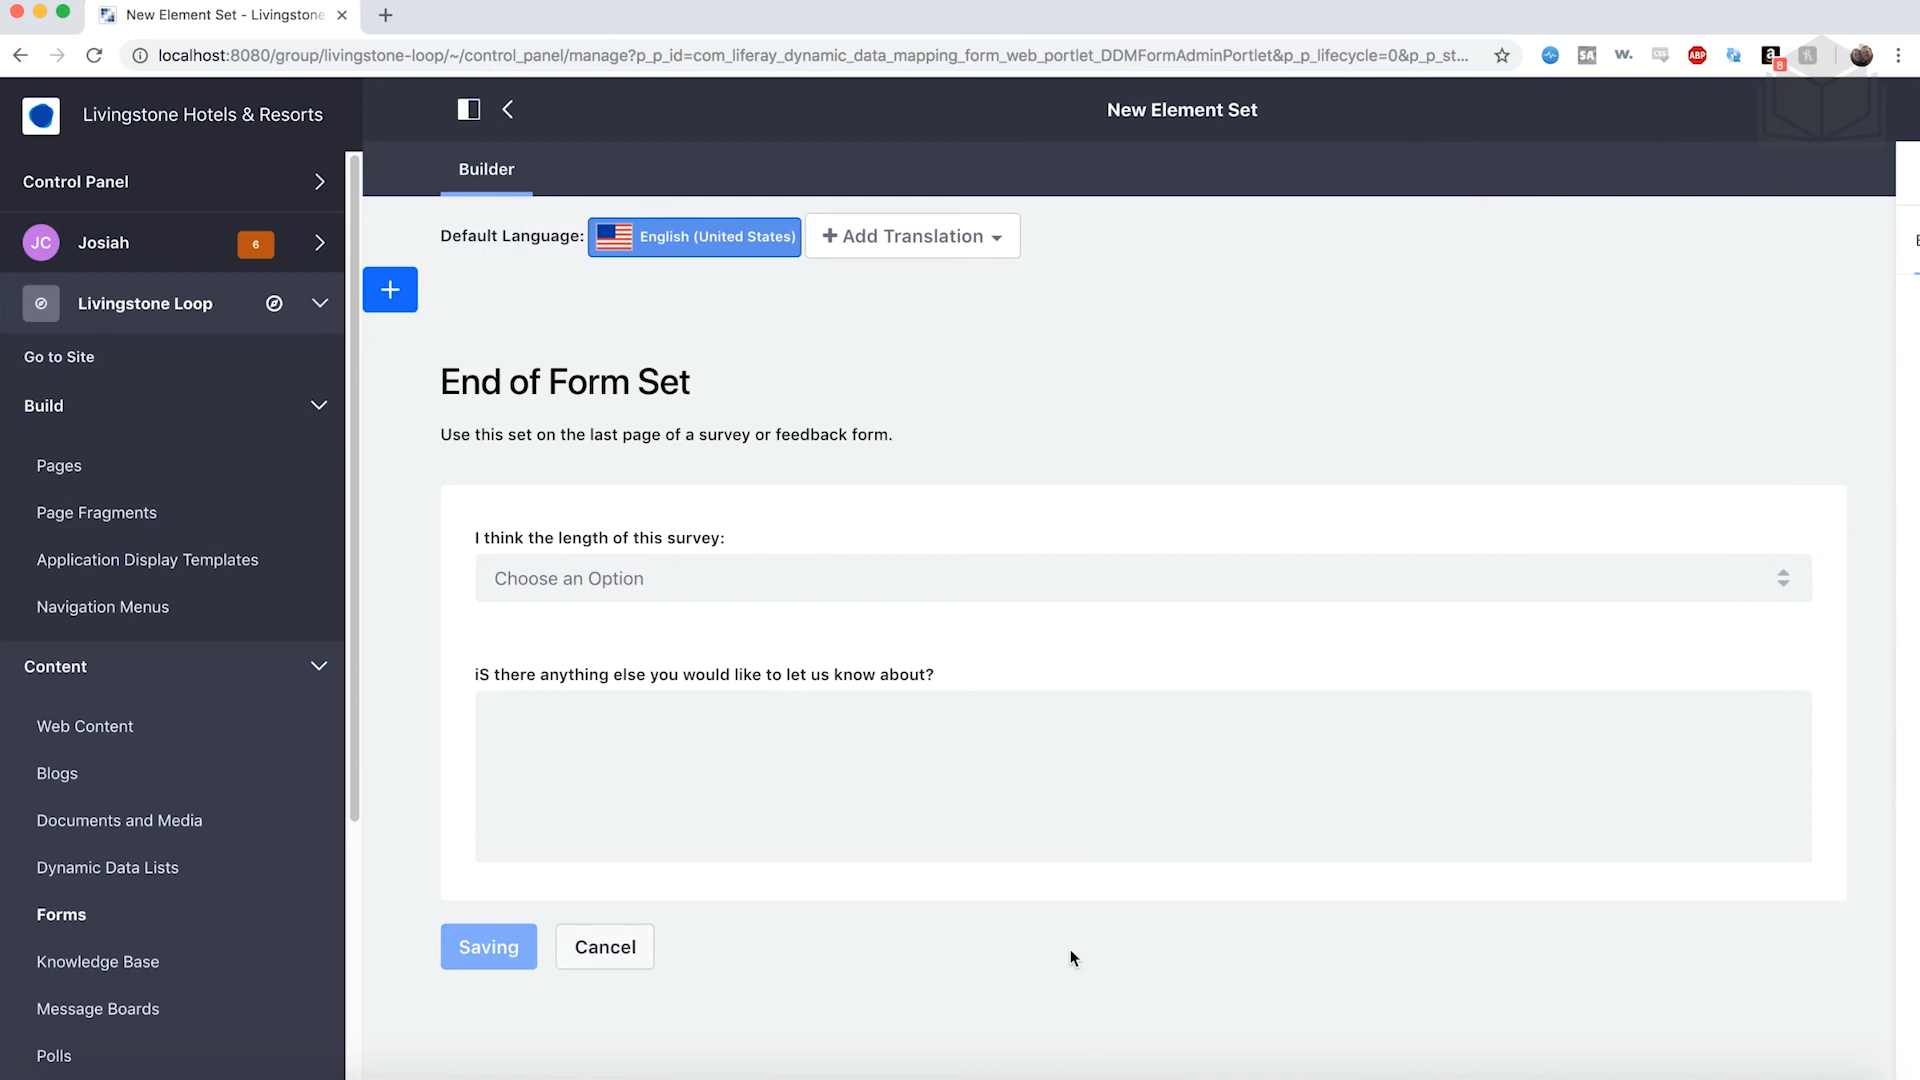 New Element Set - Livingstone
localhost:8080/group/livingstone-loop/~/control_panel/manage?p_p_id=com_liferay_dynamic_data_mapping_form_web_portlet_DDMFormAdminPortlet&p_p_lifecycle=0&p_p_st...
SA
w.
CSS
ABP
a
8
Livingstone Hotels & Resorts
New Element Set
Control Panel
Builder
JC
Josiah
6
Default Language:
English (United States)
Add Translation
Livingstone Loop
Go to Site
Build
End of Form Set
Use this set on the last page of a survey or feedback form.
Pages
Page Fragments
I think the length of this survey:
Application Display Templates
Choose an Option
Navigation Menus
Content
iS there anything else you would like to let us know about?
Web Content
Blogs
Documents and Media
Dynamic Data Lists
Forms
Saving
Cancel
Knowledge Base
Message Boards
Polls